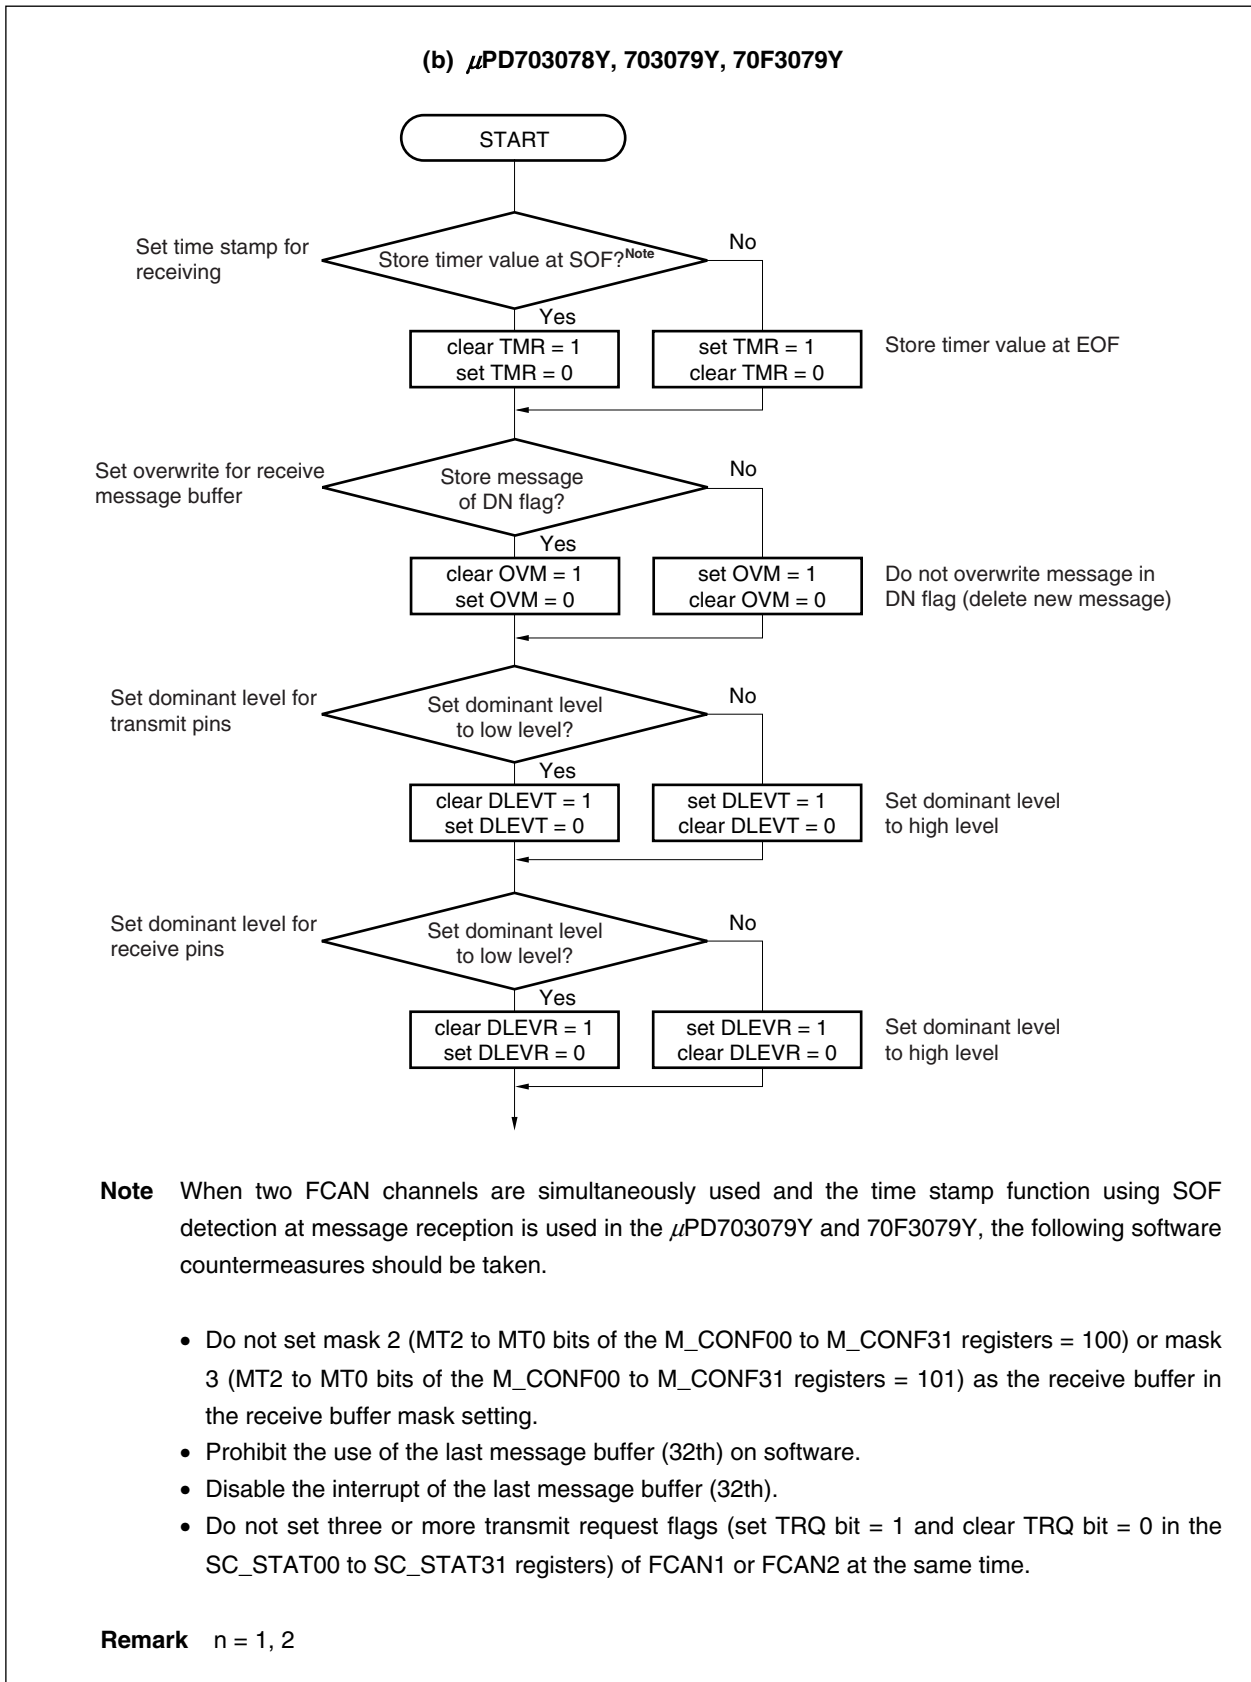 (b) μPD703078Y, 703079Y, 70F3079Y
START
Set time stamp for
receiving
Store timer value at SOF?Note
No
Yes
clear TMR = 1
set TMR = 0
set TMR = 1
clear TMR = 0
Store timer value at EOF
Set overwrite for receive
message buffer
Store message
of DN flag?
No
Yes
clear OVM = 1
set OVM = 0
set OVM = 1
clear OVM = 0
Do not overwrite message in
DN flag (delete new message)
Set dominant level for
transmit pins
Set dominant level
to low level?
No
Yes
clear DLEVT = 1
set DLEVT = 0
set DLEVT = 1
clear DLEVT = 0
Set dominant level
to high level
Set dominant level for
receive pins
Set dominant level
to low level?
No
Yes
clear DLEVR = 1
set DLEVR = 0
set DLEVR = 1
clear DLEVR = 0
Set dominant level
to high level
Note When two FCAN channels are simultaneously used and the time stamp function using SOF
detection at message reception is used in the μPD703079Y and 70F3079Y, the following software
countermeasures should be taken.
• Do not set mask 2 (MT2 to MT0 bits of the M_CONF00 to M_CONF31 registers = 100) or mask
3 (MT2 to MT0 bits of the M_CONF00 to M_CONF31 registers = 101) as the receive buffer in
the receive buffer mask setting.
• Prohibit the use of the last message buffer (32th) on software.
• Disable the interrupt of the last message buffer (32th).
• Do not set three or more transmit request flags (set TRQ bit = 1 and clear TRQ bit = 0 in the
SC_STAT00 to SC_STAT31 registers) of FCAN1 or FCAN2 at the same time.
Remark n = 1, 2